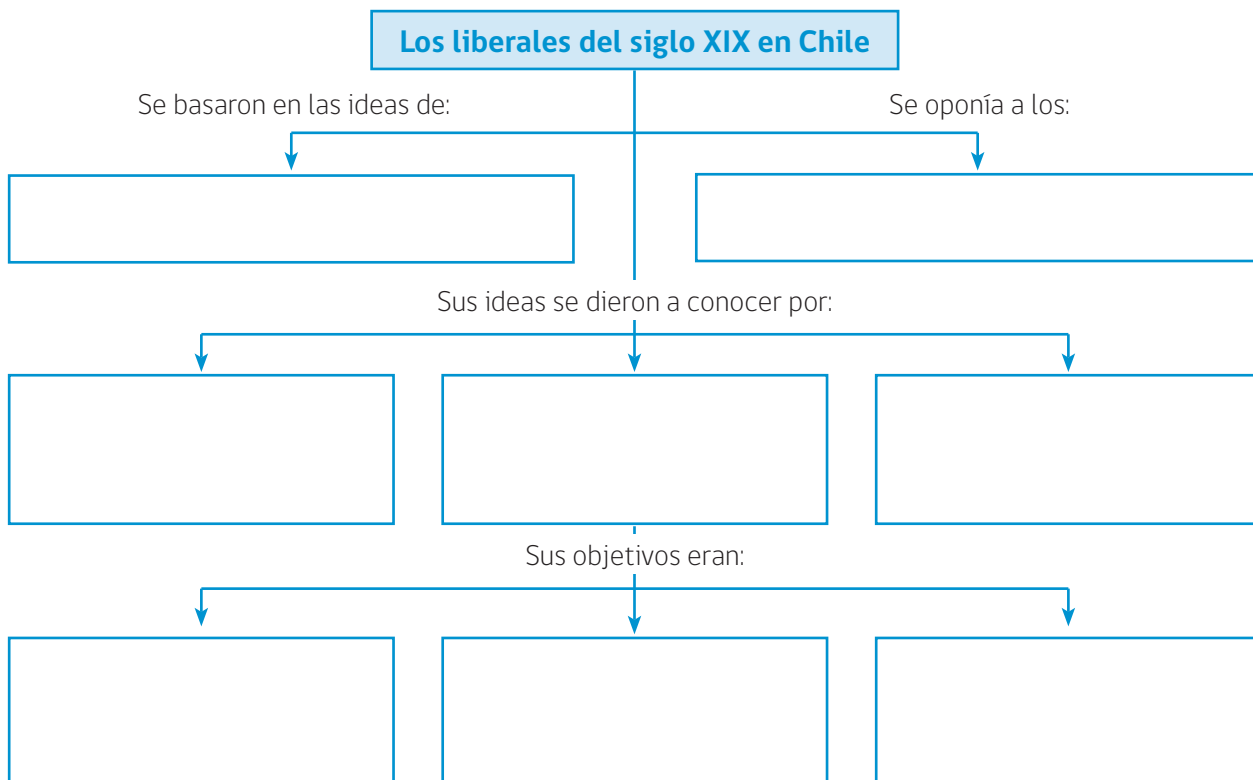 Los liberales del siglo XIX en Chile
Se basaron en las ideas de:
Se oponía a los:
Sus ideas se dieron a conocer por:
Sus objetivos eran: